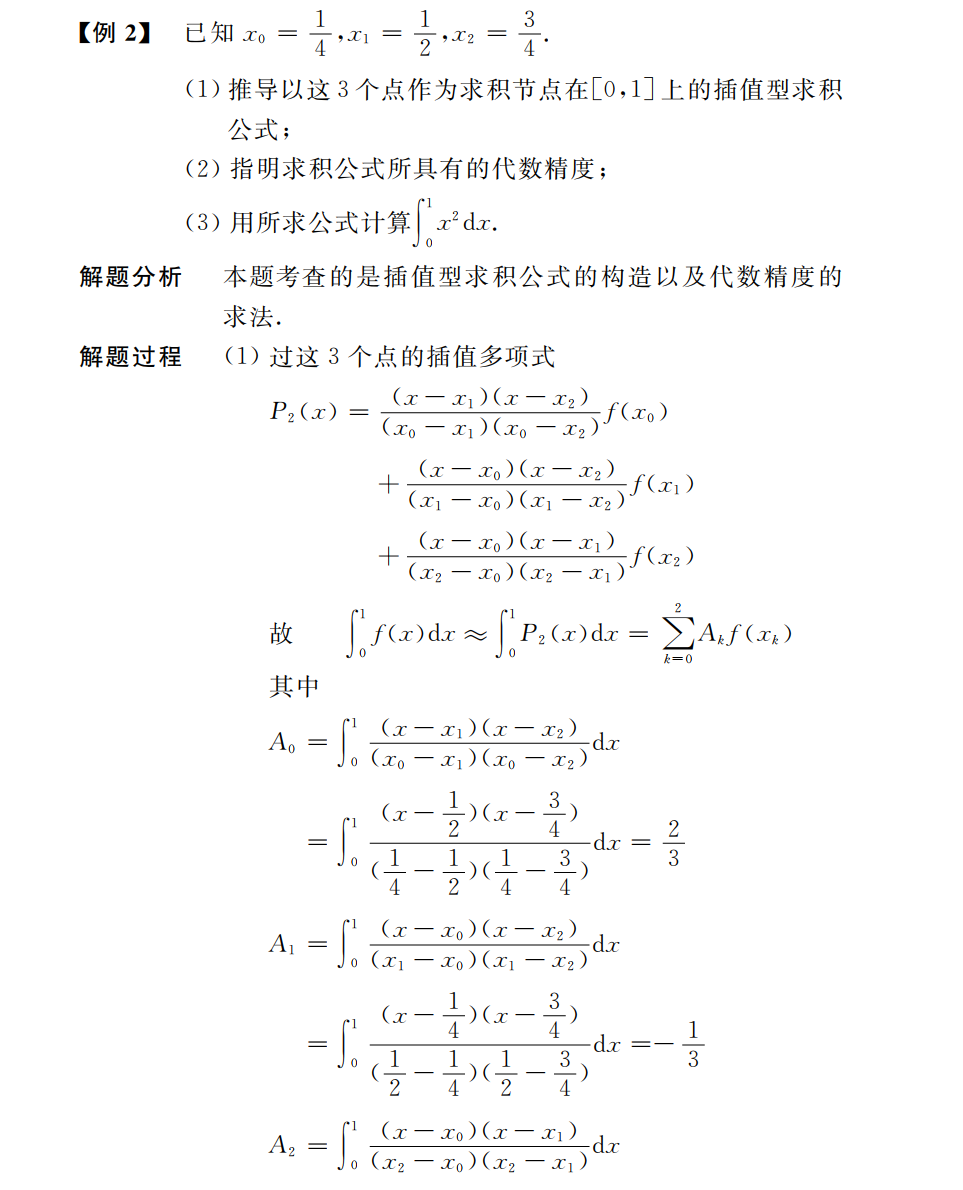 【例 2】 已知 $x_0 = \frac{1}{4}, x_1 = \frac{1}{2}, x_2 = \frac{3}{4}$.
(1) 推导以这 3 个点作为求积节点在[0,1]上的插值型求积
公式;
(2) 指明求积公式所具有的代数精度;
(3) 用所求公式计算$\int_0^1 x^2 \mathrm{d}x$.
解题分析 本题考查的是插值型求积公式的构造以及代数精度的
求法.
解题过程 (1) 过这 3 个点的插值多项式
$P_2(x) = \frac{(x-x_1)(x-x_2)}{(x_0-x_1)(x_0-x_2)}f(x_0)$
$+ \frac{(x-x_0)(x-x_2)}{(x_1-x_0)(x_1-x_2)}f(x_1)$
$+ \frac{(x-x_0)(x-x_1)}{(x_2-x_0)(x_2-x_1)}f(x_2)$
故 $\int_0^1 f(x)\mathrm{d}x \approx \int_0^1 P_2(x)\mathrm{d}x = \sum_{k=0}^{2} A_k f(x_k)$
其中
$A_0 = \int_0^1 \frac{(x-x_1)(x-x_2)}{(x_0-x_1)(x_0-x_2)}\mathrm{d}x$
$= \int_0^1 \frac{(x-\frac{1}{2})(x-\frac{3}{4})}{(\frac{1}{4}-\frac{1}{2})(\frac{1}{4}-\frac{3}{4})}\mathrm{d}x = \frac{2}{3}$
$A_1 = \int_0^1 \frac{(x-x_0)(x-x_2)}{(x_1-x_0)(x_1-x_2)}\mathrm{d}x$
$= \int_0^1 \frac{(x-\frac{1}{4})(x-\frac{3}{4})}{(\frac{1}{2}-\frac{1}{4})(\frac{1}{2}-\frac{3}{4})}\mathrm{d}x = -\frac{1}{3}$
$A_2 = \int_0^1 \frac{(x-x_0)(x-x_1)}{(x_2-x_0)(x_2-x_1)}\mathrm{d}x$